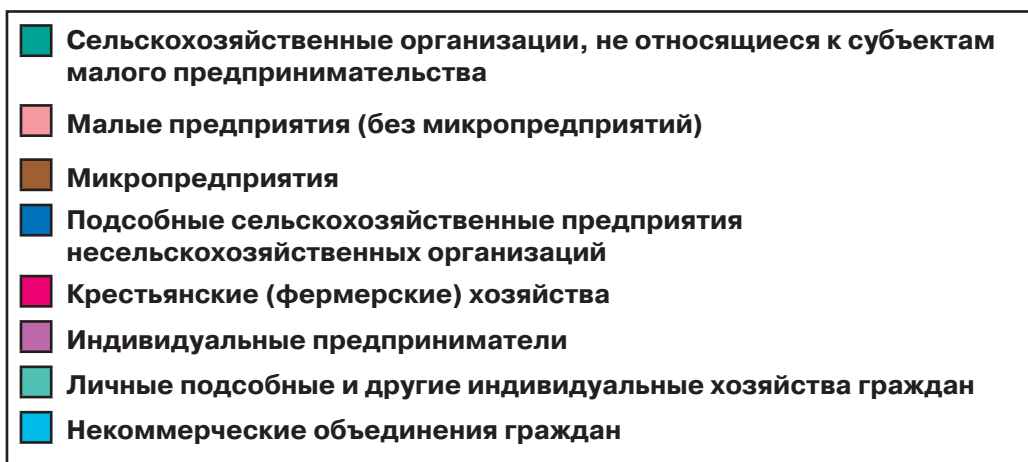 Сельскохозяйственные организации, не относящиеся к субъектам
малого предпринимательства
Малые предприятия (без микропредприятий)
Микропредприятия
Подсобные сельскохозяйственные предприятия
несельскохозяйственных организаций
Крестьянские (фермерские) хозяйства
Индивидуальные предприниматели
Личные подсобные и другие индивидуальные хозяйства граждан
Некоммерческие объединения граждан